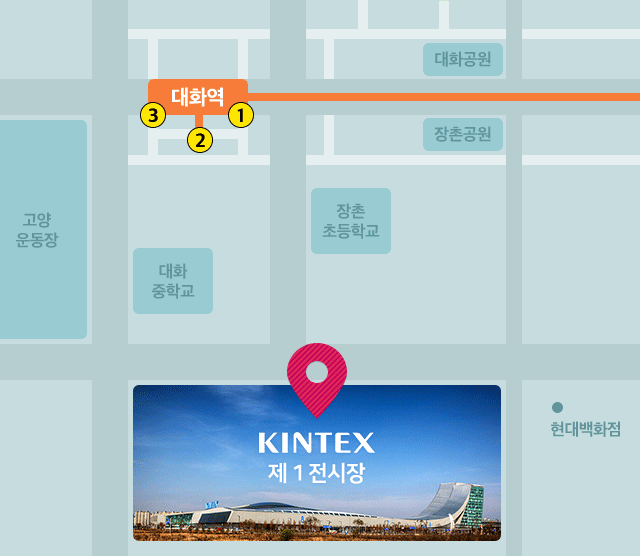 대화공원
대화역
3
1
2
장촌공원
고양
운동장
장촌
초등학교
대화
중학교
KINTEX
제 1 전시장
현대백화점